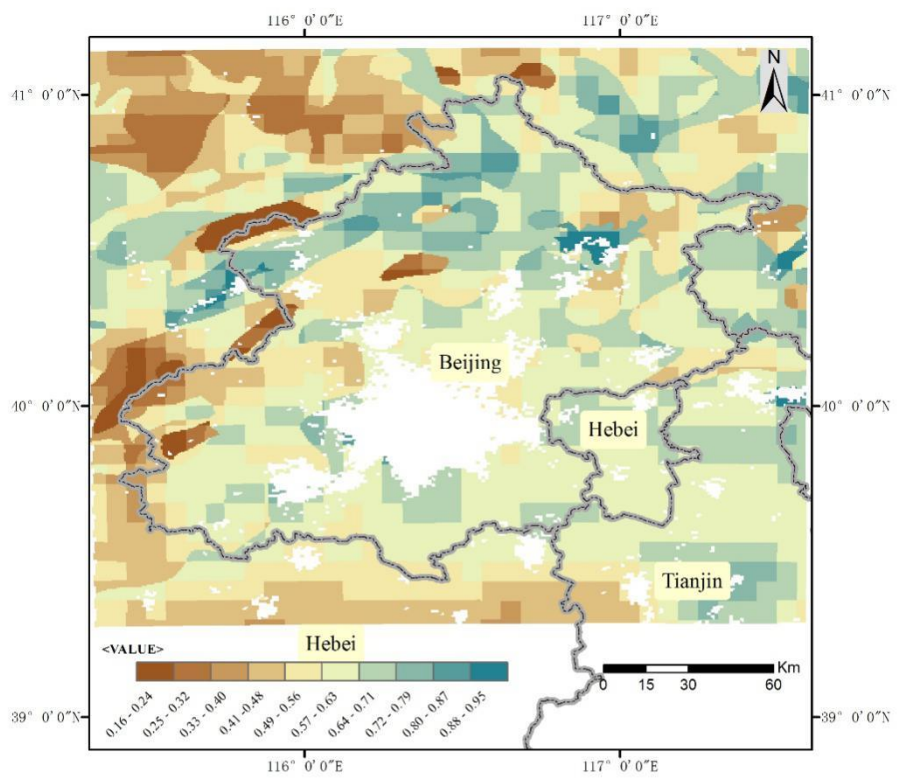 116° 0′0″E 117° 0′0″E
N
41° 0′0″N 41° 0′0″N
Beijing
40° 0′0″N 40° 0′0″N
Hebei
Tianjin
Hebei
<VALUE>
Km
0.16 - 0.24 0.25 - 0.32 0.33 - 0.40 0.41 - 0.48 0.49 - 0.56 0.57 - 0.63 0.64 - 0.71 0.72 - 0.79 0.80 - 0.87 0.88 - 0.95
0 15 30 60
39° 0′0″N 39° 0′0″N
116° 0′0″E 117° 0′0″E